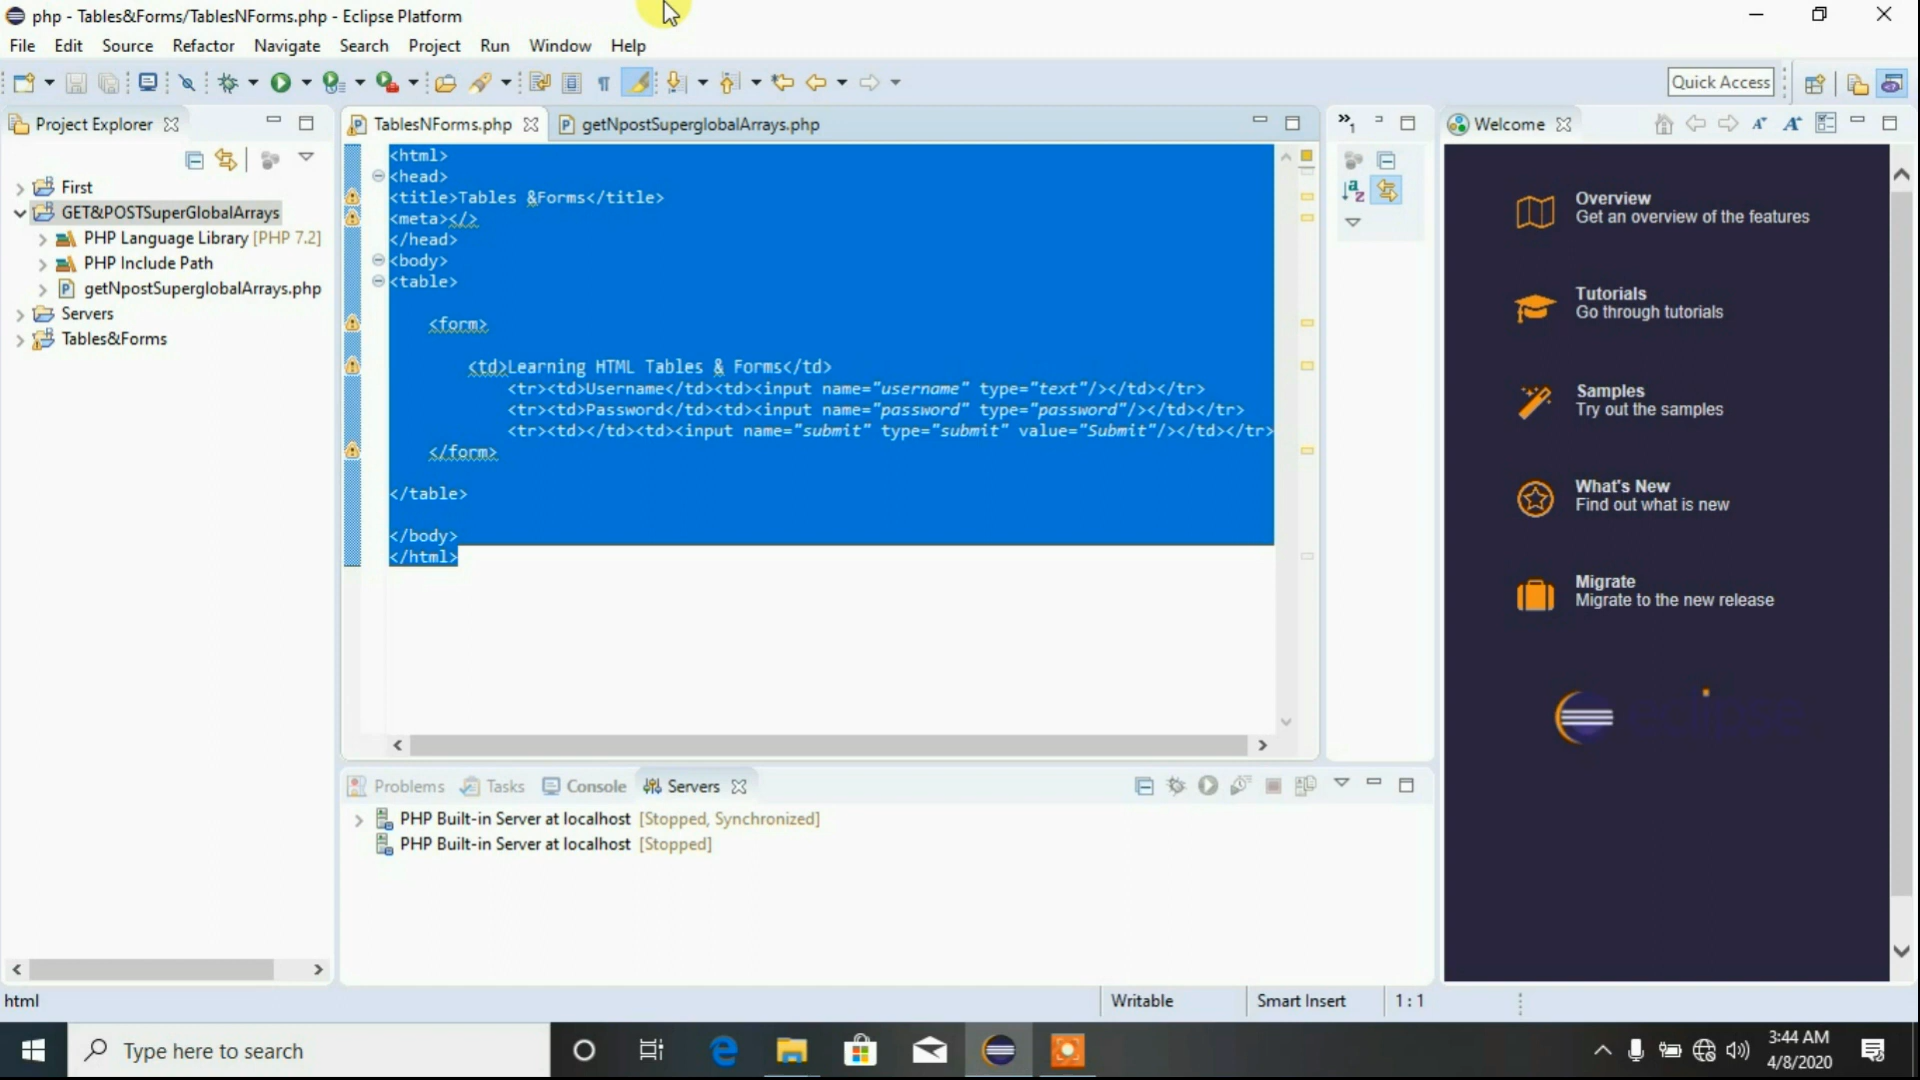 php - Tables&Forms/TablesNForms.php - Eclipse Platform
File Edit Source Refactor Navigate Search Project Run Window Help
Quick Access
Project Explorer
TablesNForms.php
getNpostSuperglobalArrays.php
Welcome
First
GET&POSTSuperGlobalArrays
PHP Language Library [PHP 7.2]
PHP Include Path
getNpostSuperglobalArrays.php
Servers
Tables&Forms
<html>
<head>
<title>Tables &Forms</title>
<meta></>
</head>
<body>
<table>
<form>
<td>Learning HTML Tables & Forms</td>
<tr><td>Username</td><td><input name="username" type="text"/></td></tr>
<tr><td>Password</td><td><input name="password" type="password"/></td></tr>
<tr><td></td><td><input name="submit" type="submit" value="Submit"/></td></tr>
</form>
</table>
</body>
</html>
»1
Overview
Get an overview of the features
Tutorials
Go through tutorials
Samples
Try out the samples
What's New
Find out what is new
Migrate
Migrate to the new release
eclipse
Problems Tasks Console Servers
PHP Built-in Server at localhost [Stopped, Synchronized]
PHP Built-in Server at localhost [Stopped]
html
Writable
Smart Insert
1 : 1
Type here to search
3:44 AM
4/8/2020